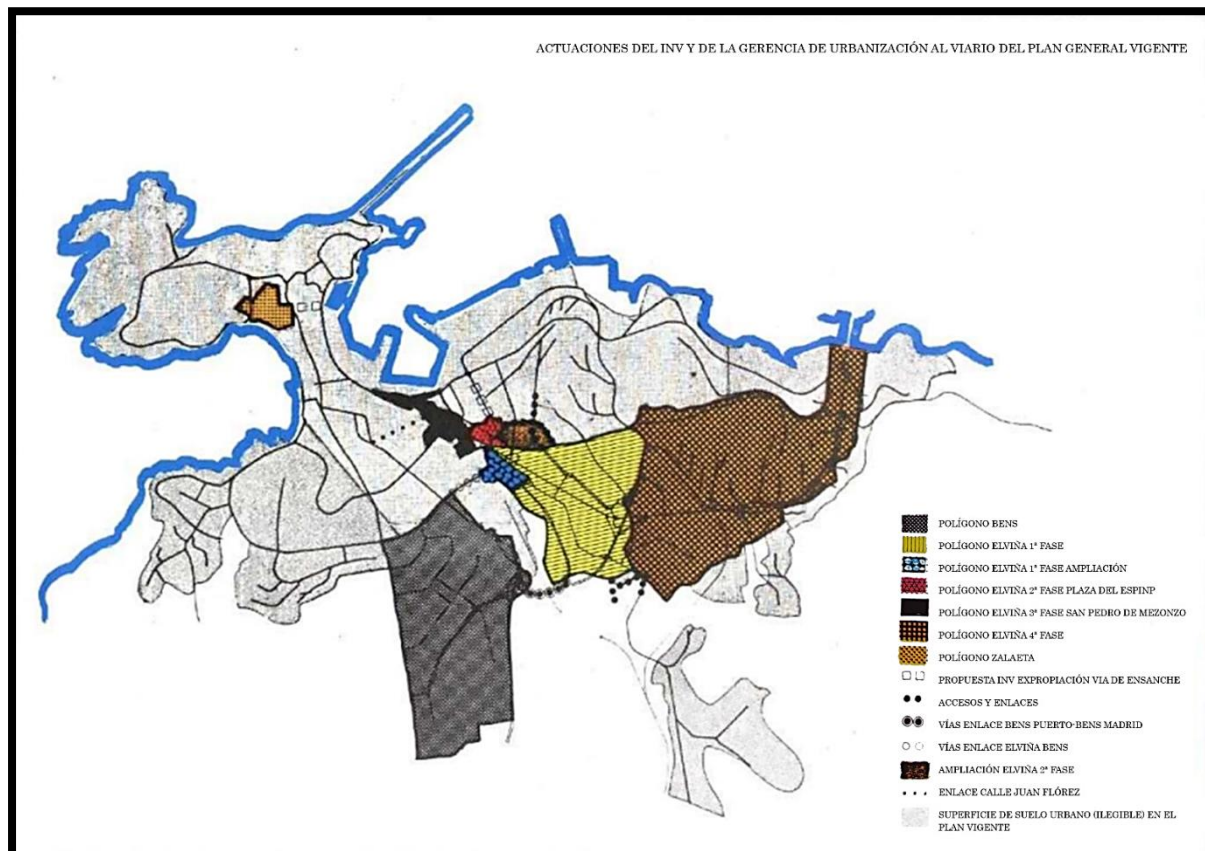 ACTUACIONES DEL INV Y DE LA GERENCIA DE URBANIZACIÓN AL VIARIO DEL PLAN GENERAL VIGENTE
POLÍGONO BENS
POLÍGONO ELVIÑA 1ª FASE
POLÍGONO ELVIÑA 1ª FASE AMPLIACIÓN
POLÍGONO ELVIÑA 2ª FASE PLAZA DEL ESPINP
POLÍGONO ELVIÑA 3ª FASE SAN PEDRO DE MEZONZO
POLÍGONO ELVIÑA 4ª FASE
POLÍGONO ZALAETA
PROPUESTA INV EXPROPIACIÓN VIA DE ENSANCHE
ACCESOS Y ENLACES
VÍAS ENLACE BENS PUERTO-BENS MADRID
VÍAS ENLACE ELVIÑA BENS
AMPLIACIÓN ELVIÑA 2ª FASE
ENLACE CALLE JUAN FLÓREZ
SUPERFICIE DE SUELO URBANO (ILEGIBLE) EN EL
PLAN VIGENTE